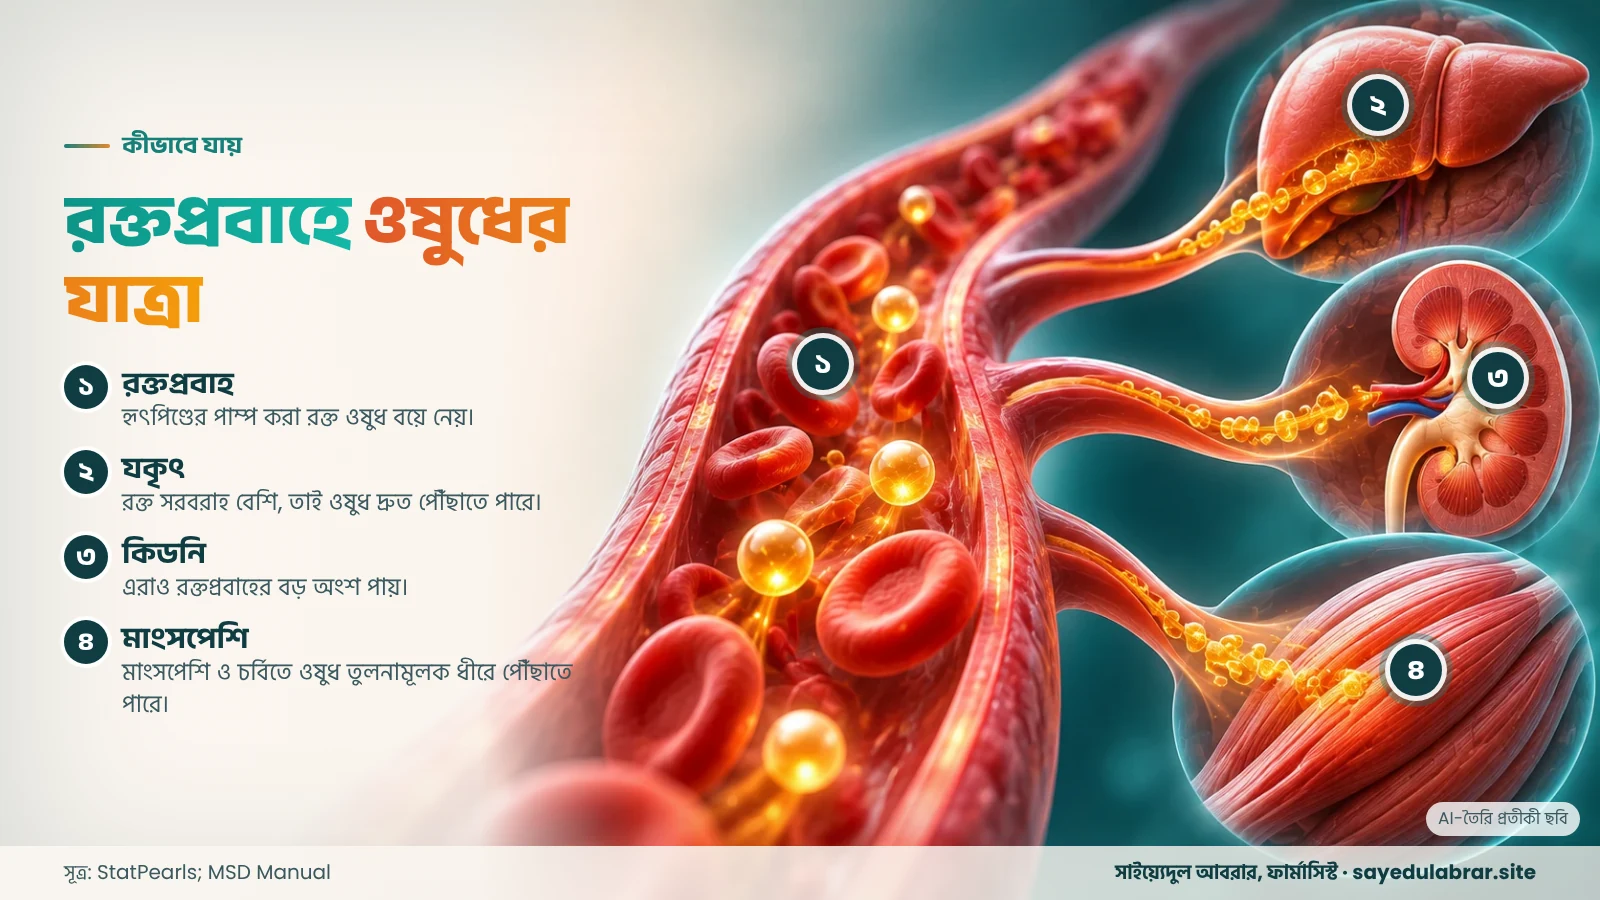 কীভাবে যায়
রক্তপ্রবাহে ওষুধের
যাত্রা
১ রক্তপ্রবাহ
হৃৎপিণ্ডের পাম্প করা রক্ত ওষুধ বয়ে নেয়।
২ যকৃৎ
রক্ত সরবরাহ বেশি, তাই ওষুধ দ্রুত পৌঁছাতে পারে।
৩ কিডনি
এরাও রক্তপ্রবাহের বড় অংশ পায়।
৪ মাংসপেশি
মাংসপেশি ও চর্বিতে ওষুধ তুলনামূলক ধীরে পৌঁছাতে
পারে।
১
২
৩
৪
AI-তৈরি প্রতীকী ছবি
সূত্র: StatPearls; MSD Manual
সাইয়্যেদুল আবরার, ফার্মাসিস্ট · sayedulabrar.site